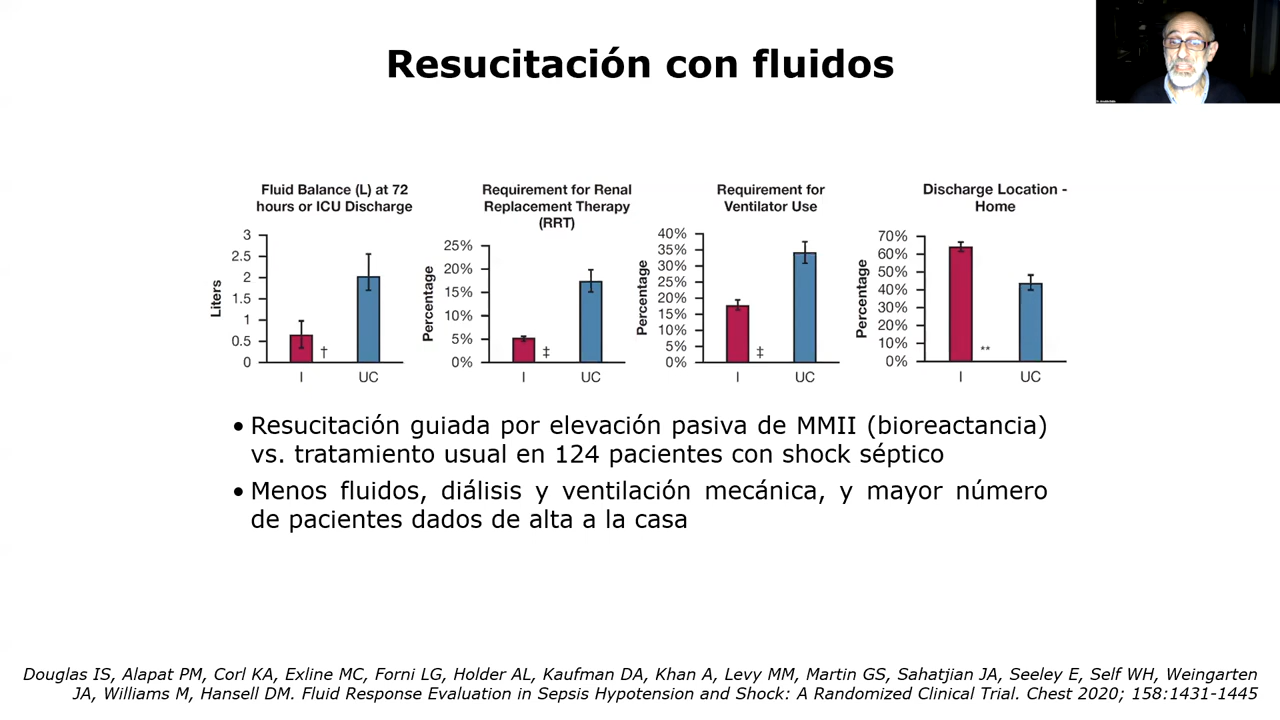 Resucitación con fluidos
Fluid Balance (L) at 72
hours or ICU Discharge
3
2.5
2
1.5
1
0.5
0
Liters
†
I
UC
Requirement for Renal
Replacement Therapy
(RRT)
25%
20%
15%
10%
5%
0%
Percentage
‡
I
UC
Requirement for
Ventilator Use
40%
35%
30%
25%
20%
15%
10%
5%
0%
Percentage
‡
I
UC
Discharge Location -
Home
70%
60%
50%
40%
30%
20%
10%
0%
Percentage
**
I
UC
• Resucitación guiada por elevación pasiva de MMII (bioreactancia)
vs. tratamiento usual en 124 pacientes con shock séptico
• Menos fluidos, diálisis y ventilación mecánica, y mayor número
de pacientes dados de alta a la casa
Douglas IS, Alapat PM, Corl KA, Exline MC, Forni LG, Holder AL, Kaufman DA, Khan A, Levy MM, Martin GS, Sahatjian JA, Seeley E, Self WH, Weingarten
JA, Williams M, Hansell DM. Fluid Response Evaluation in Sepsis Hypotension and Shock: A Randomized Clinical Trial. Chest 2020; 158:1431-1445